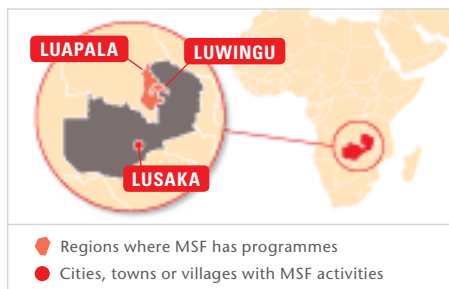 LUAPALA
LUWINGU
LUSAKA
Regions where MSF has programmes
Cities, towns or villages with MSF activities